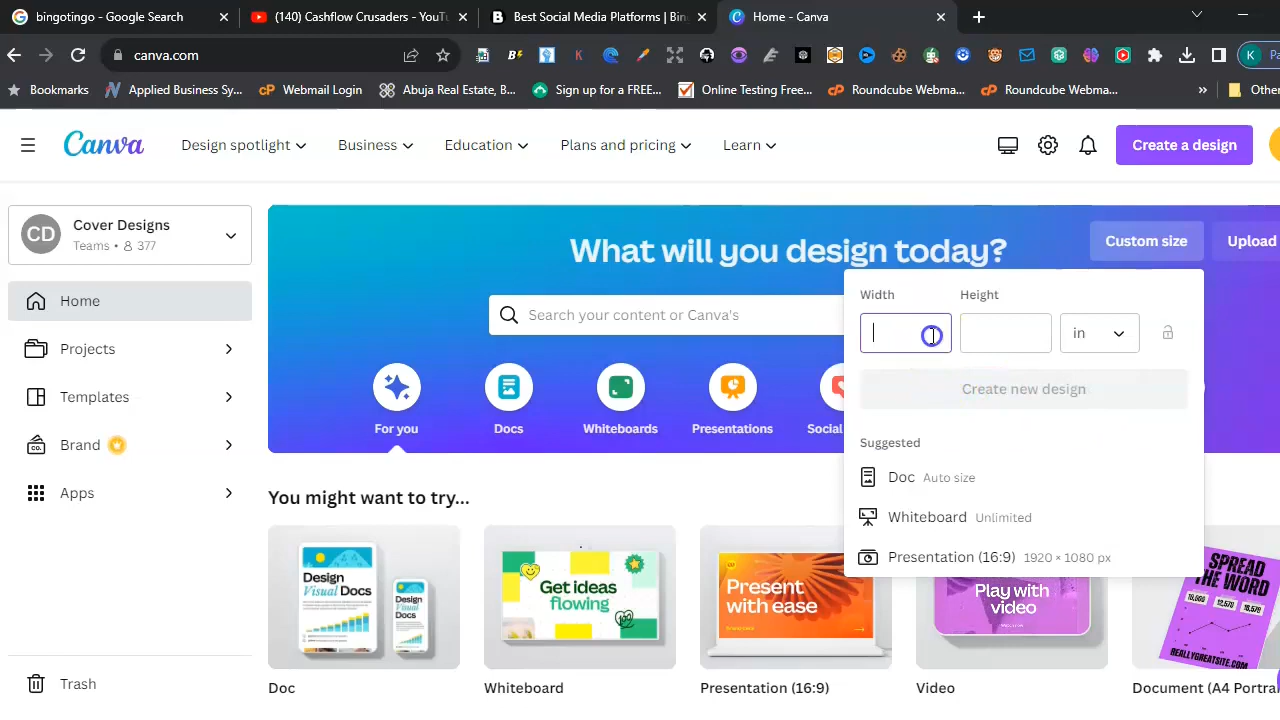 bingotingo - Google Search
(140) Cashflow Crusaders - YouTu
Best Social Media Platforms | Bin
Home - Canva
canva.com
Bookmarks
Applied Business Sy...
Webmail Login
Abuja Real Estate, B...
Sign up for a FREE...
Online Testing Free...
Roundcube Webma...
Roundcube Webma...
Other
Canva
Design spotlight
Business
Education
Plans and pricing
Learn
Create a design
CD
Cover Designs
Teams • 377
Home
Projects
Templates
Brand
Apps
Trash
What will you design today?
Custom size
Upload
Search your content or Canva's
For you
Docs
Whiteboards
Presentations
Social
Width
Height
in
Create new design
Suggested
Doc Auto size
Whiteboard Unlimited
Presentation (16:9) 1920 × 1080 px
You might want to try...
Design
Visual Docs
Design
Visual Docs
Get ideas
flowing
Present
with ease
Play with
video
SPREAD
THE WORD
REALLYGREATSITE.COM
Doc
Whiteboard
Presentation (16:9)
Video
Document (A4 Portra